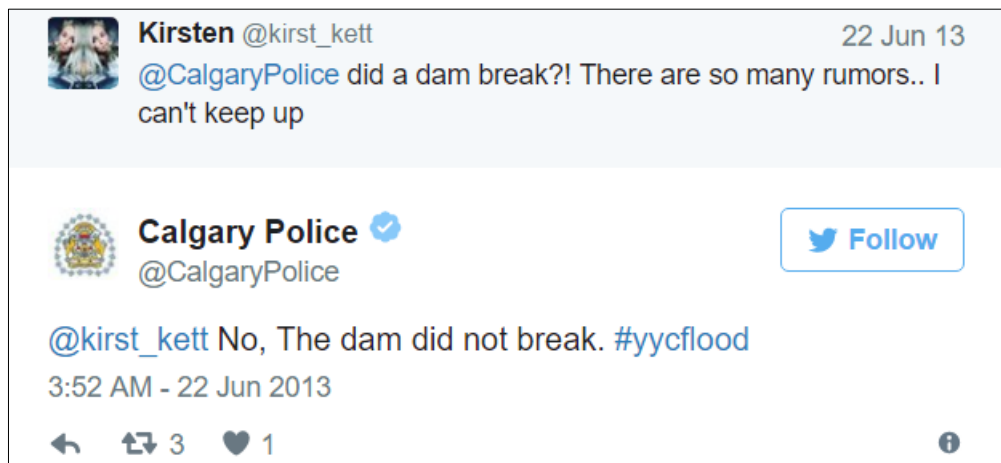 Kirsten @kirst_kett 22 Jun 13
@CalgaryPolice did a dam break?! There are so many rumors.. I
can't keep up
Calgary Police
Follow
@CalgaryPolice
@kirst_kett No, The dam did not break. #yycflood
3:52 AM - 22 Jun 2013
3 1